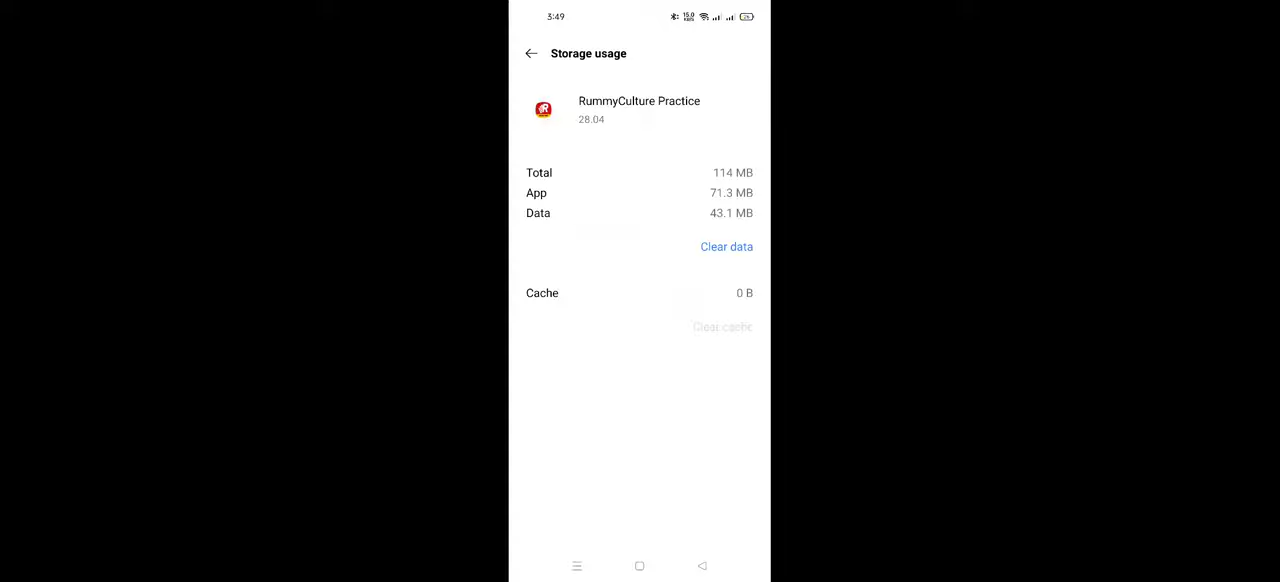 3:49
Storage usage
RummyCulture Practice
28.04
Total 114 MB
App 71.3 MB
Data 43.1 MB
Clear data
Cache 0 B
Clear cache